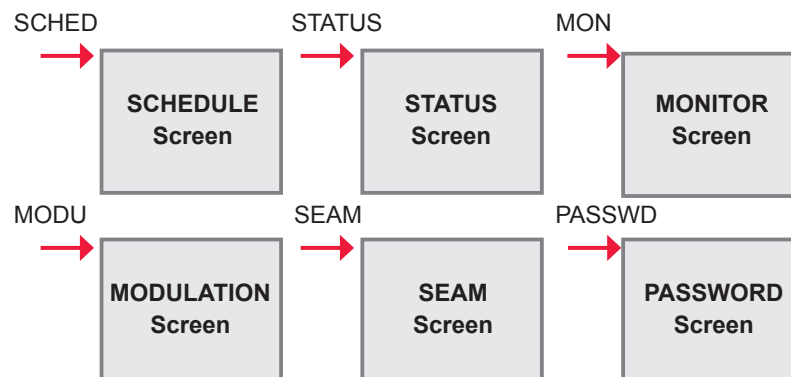 SCHED
STATUS
MON
SCHEDULE
Screen
STATUS
Screen
MONITOR
Screen
MODU
SEAM
PASSWD
MODULATION
Screen
SEAM
Screen
PASSWORD
Screen